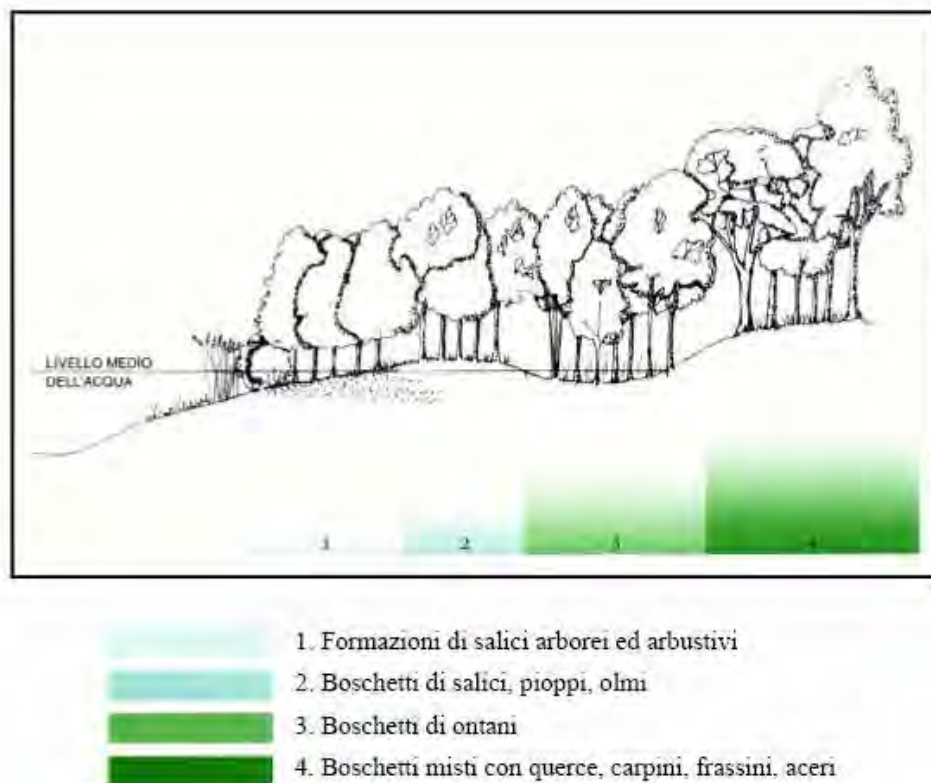 LIVELLO MEDIO
DELL'ACQUA
1 2 3 4
1. Formazioni di salici arborei ed arbustivi
2. Boschetti di salici, pioppi, olmi
3. Boschetti di ontani
4. Boschetti misti con querce, carpini, frassini, aceri